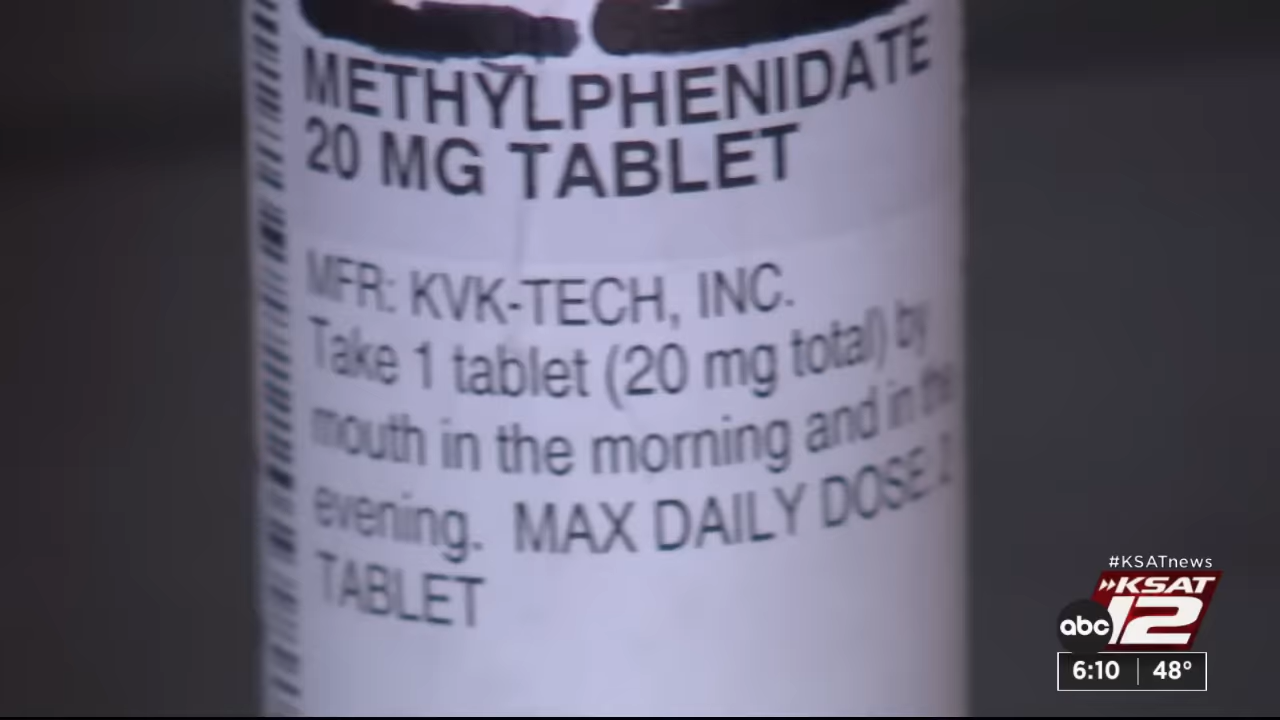 METHYLPHENIDATE
20 MG TABLET
MFR: KVK-TECH, INC.
Take 1 tablet (20 mg total) by
mouth in the morning and in the
evening. MAX DAILY DOSE: 2
TABLET
#KSATnews
KSAT
abc 12
6:10 48°